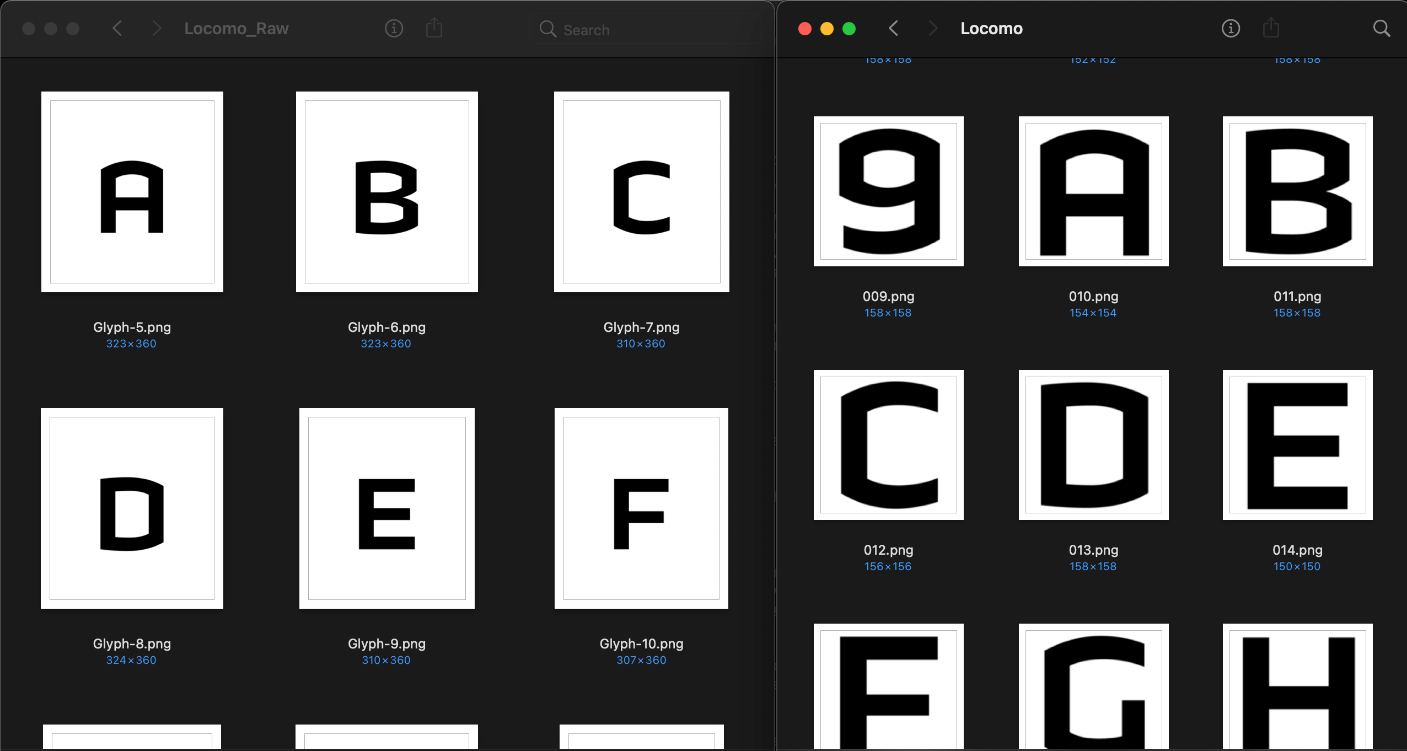 Locomo_Raw
Search
A
B
C
Glyph-5.png
323×360
Glyph-6.png
323×360
Glyph-7.png
310×360
D
E
F
Glyph-8.png
324×360
Glyph-9.png
310×360
Glyph-10.png
307×360
Locomo
158×158
152×152
158×158
9
A
B
009.png
158×158
010.png
154×154
011.png
158×158
C
D
E
012.png
156×156
013.png
158×158
014.png
150×150
F
G
H